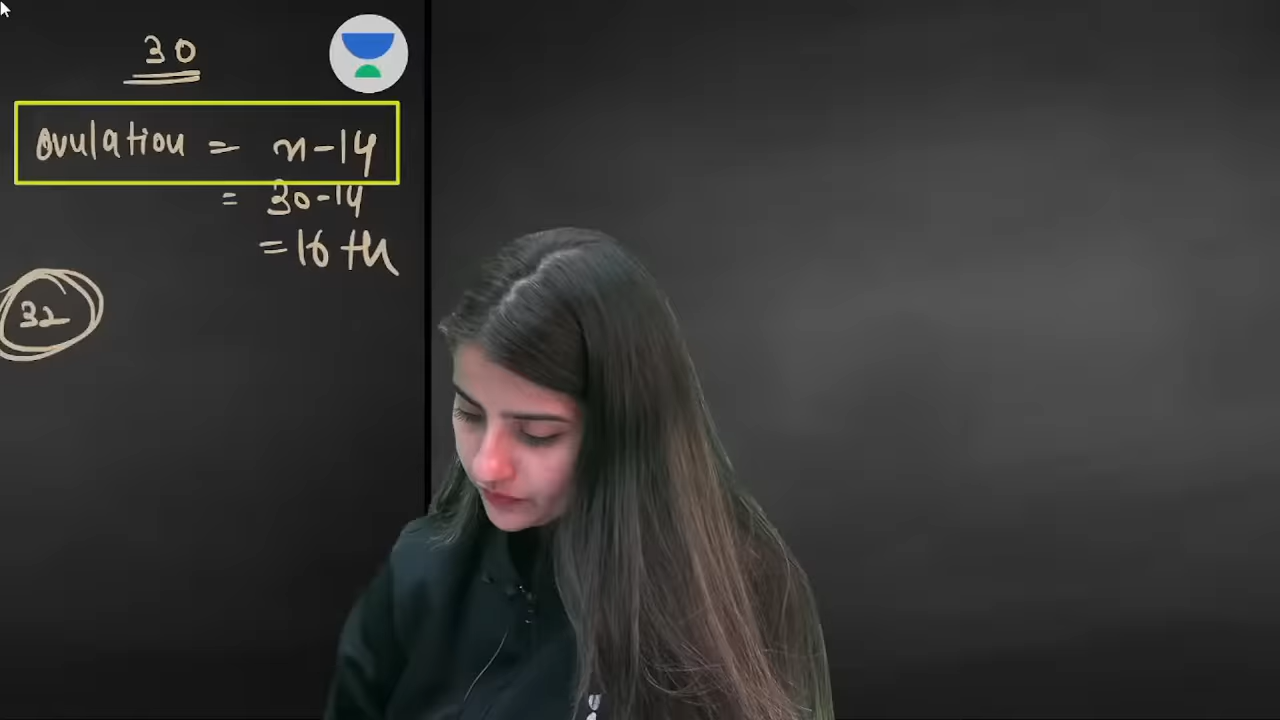 30
Ovulation = n-14
= 30-14
= 16 th
32